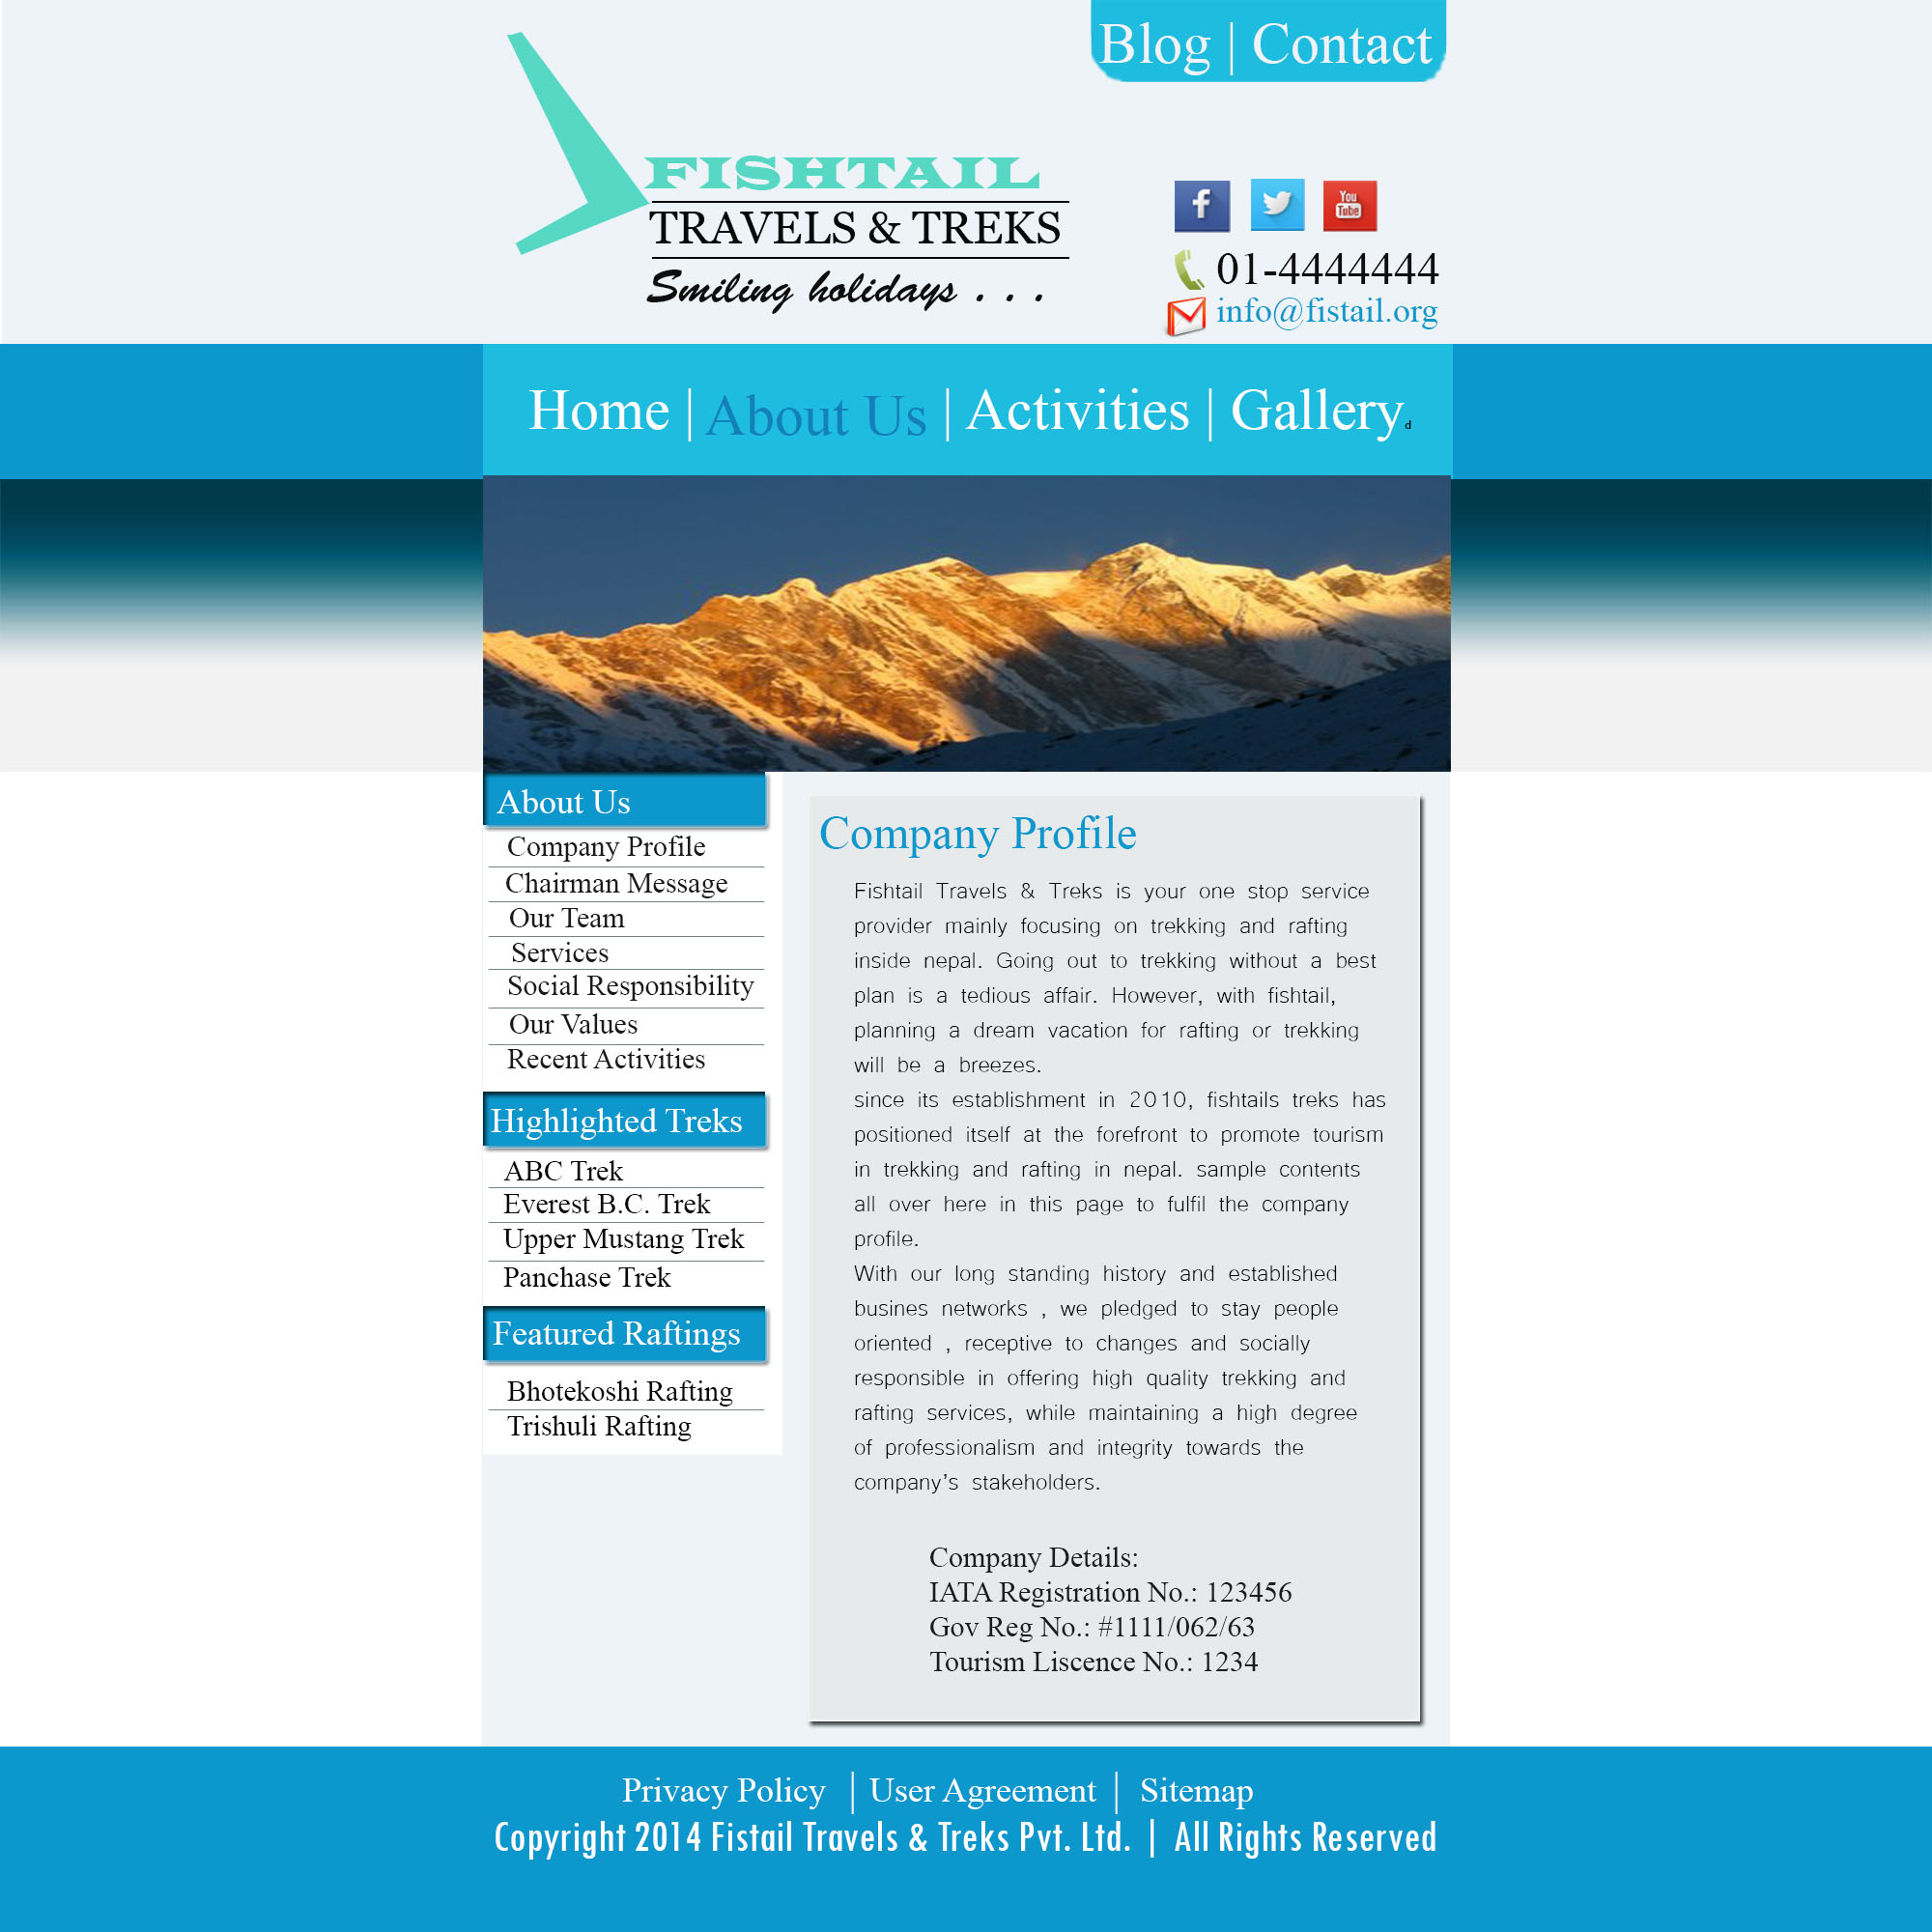 Blog | Contact
FISHTAIL
TRAVELS & TREKS
Smiling holidays . . .
f
You
Tube
01-4444444
info@fistail.org
Home | About Us | Activities | Gallery
d
About Us
Company Profile
Chairman Message
Our Team
Services
Social Responsibility
Our Values
Recent Activities
Highlighted Treks
ABC Trek
Everest B.C. Trek
Upper Mustang Trek
Panchase Trek
Featured Raftings
Bhotekoshi Rafting
Trishuli Rafting
Company Profile
Fishtail Travels & Treks is your one stop service
provider mainly focusing on trekking and rafting
inside nepal. Going out to trekking without a best
plan is a tedious affair. However, with fishtail,
planning a dream vacation for rafting or trekking
will be a breezes.
since its establishment in 2010, fishtails treks has
positioned itself at the forefront to promote tourism
in trekking and rafting in nepal. sample contents
all over here in this page to fulfil the company
profile.
With our long standing history and established
busines networks , we pledged to stay people
oriented , receptive to changes and socially
responsible in offering high quality trekking and
rafting services, while maintaining a high degree
of professionalism and integrity towards the
company's stakeholders.
Company Details:
IATA Registration No.: 123456
Gov Reg No.: #1111/062/63
Tourism Liscence No.: 1234
Privacy Policy | User Agreement | Sitemap
Copyright 2014 Fistail Travels & Treks Pvt. Ltd. | All Rights Reserved